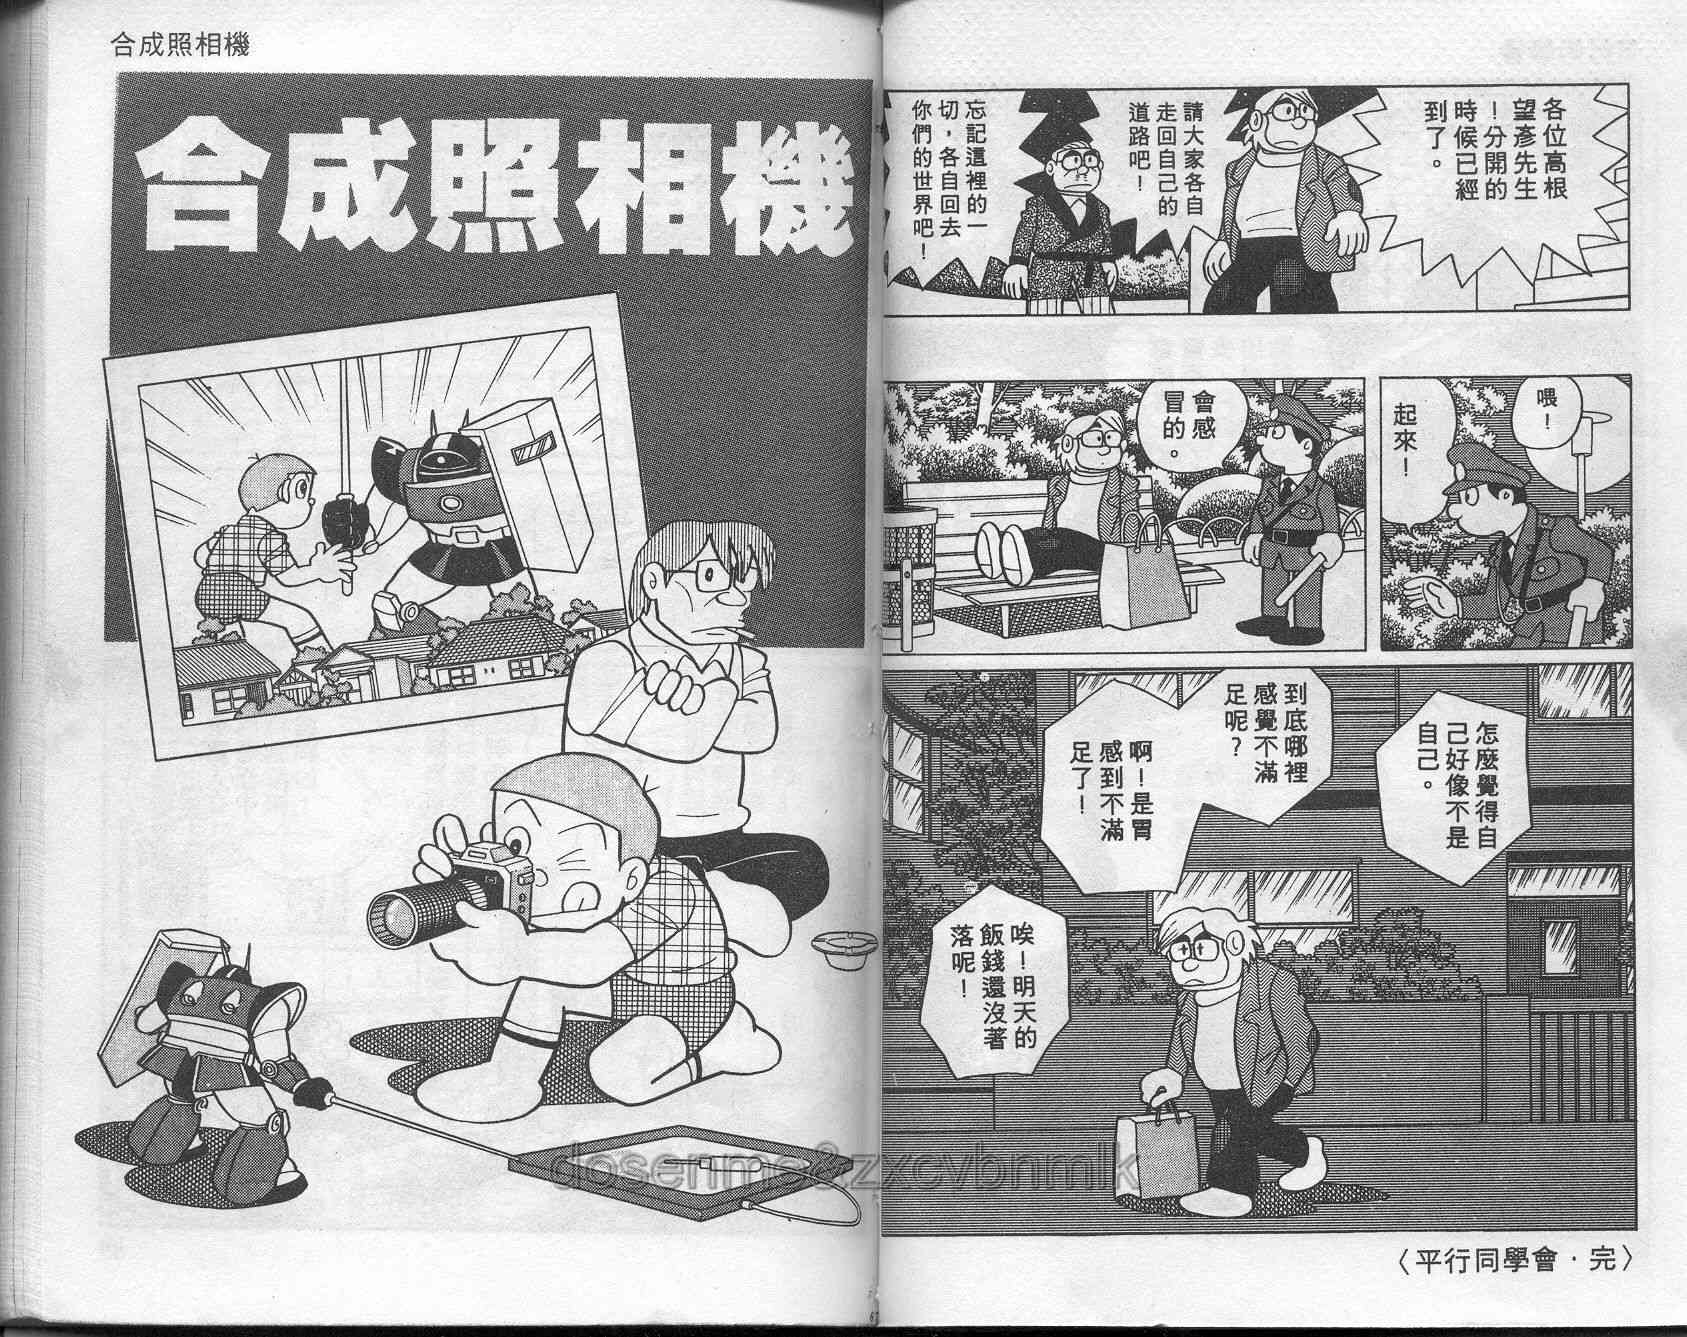 各位高根
望彥先生
！分開的
時候已經
到了。
請大家各自
走回自己的
道路吧！
忘記這裡的一
切，各自回去
你們的世界吧！
喂！
起來！
會感
冒的。
怎麼覺得自
己好像不是
自己。
到底哪裡
感覺不滿
足呢？
啊！是胃
感到不滿
足了！
唉！明天的
飯錢還沒著
落呢！
〈平行同學會·完〉
合成照相機
合成照相機
dosenme&zxcvbnmlk